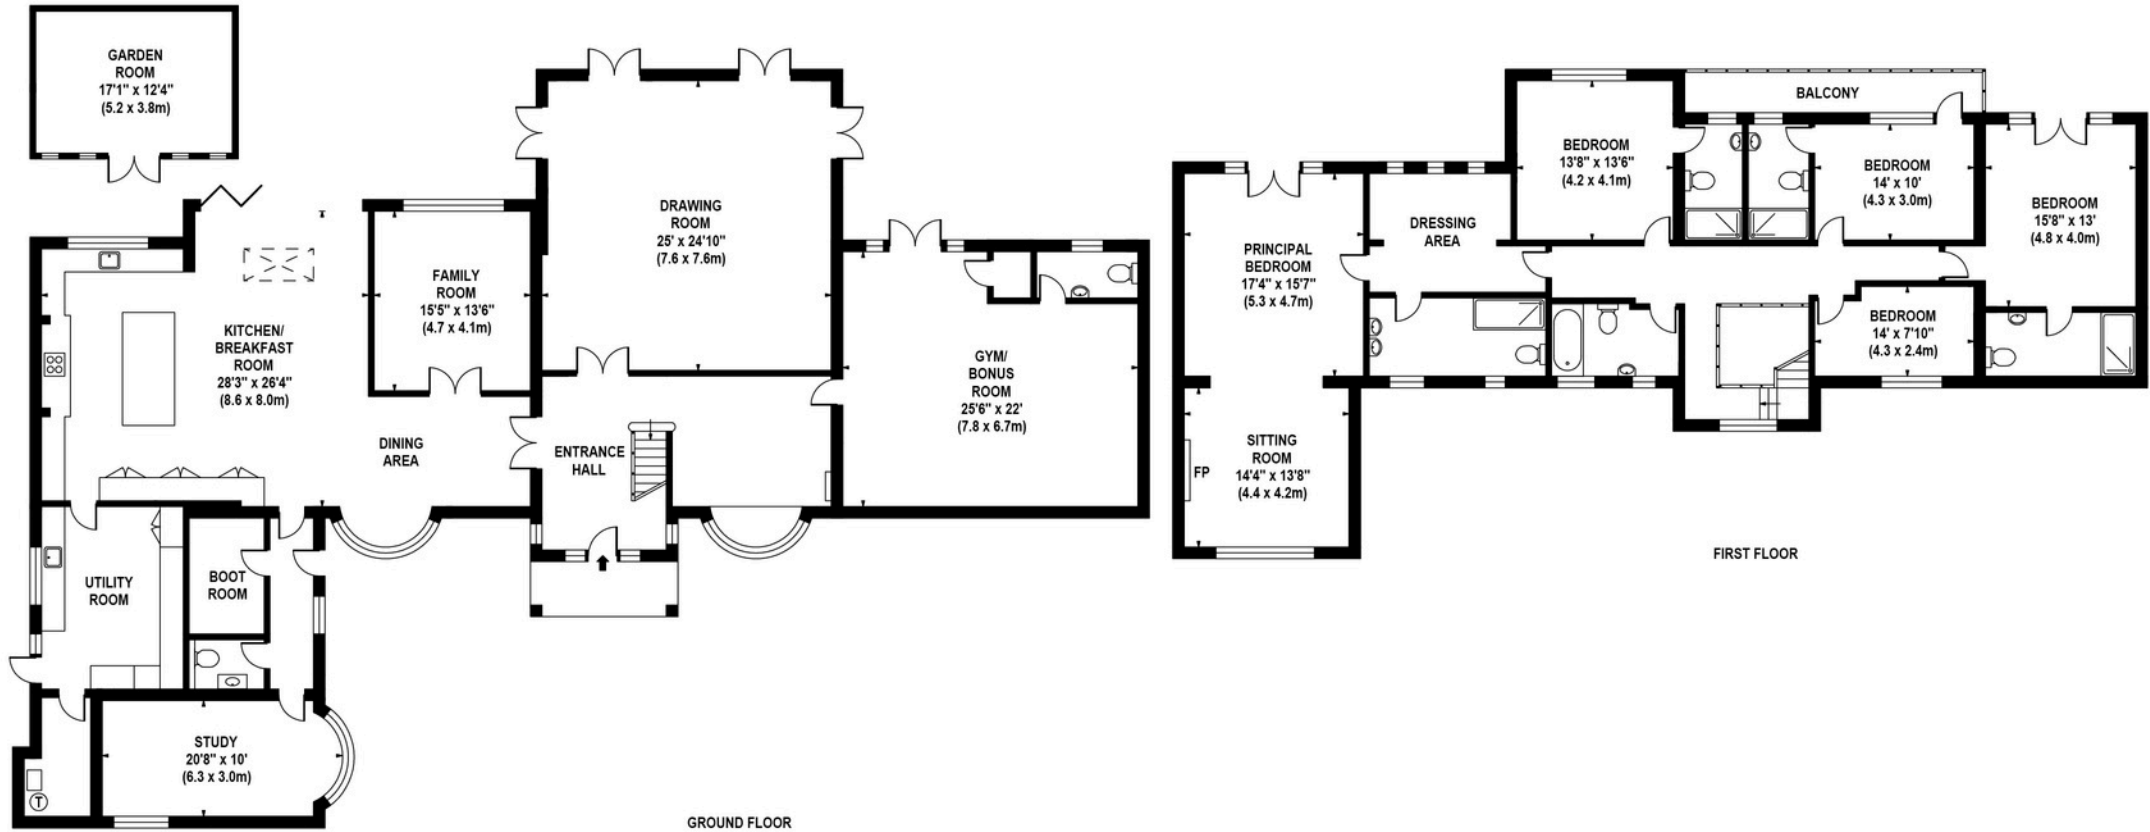 GARDEN
ROOM
17'1" x 12'4"
(5.2 x 3.8m)
KITCHEN/
BREAKFAST
ROOM
28'3" x 26'4"
(8.6 x 8.0m)
FAMILY
ROOM
15'5" x 13'6"
(4.7 x 4.1m)
DINING
AREA
DRAWING
ROOM
25' x 24'10"
(7.6 x 7.6m)
ENTRANCE
HALL
GYM/
BONUS
ROOM
25'6" x 22'
(7.8 x 6.7m)
UTILITY
ROOM
BOOT
ROOM
STUDY
20'8" x 10'
(6.3 x 3.0m)
T
GROUND FLOOR
PRINCIPAL
BEDROOM
17'4" x 15'7"
(5.3 x 4.7m)
DRESSING
AREA
SITTING
ROOM
14'4" x 13'8"
(4.4 x 4.2m)
FP
BEDROOM
13'8" x 13'6"
(4.2 x 4.1m)
BALCONY
BEDROOM
14' x 10'
(4.3 x 3.0m)
BEDROOM
15'8" x 13'
(4.8 x 4.0m)
BEDROOM
14' x 7'10"
(4.3 x 2.4m)
FIRST FLOOR